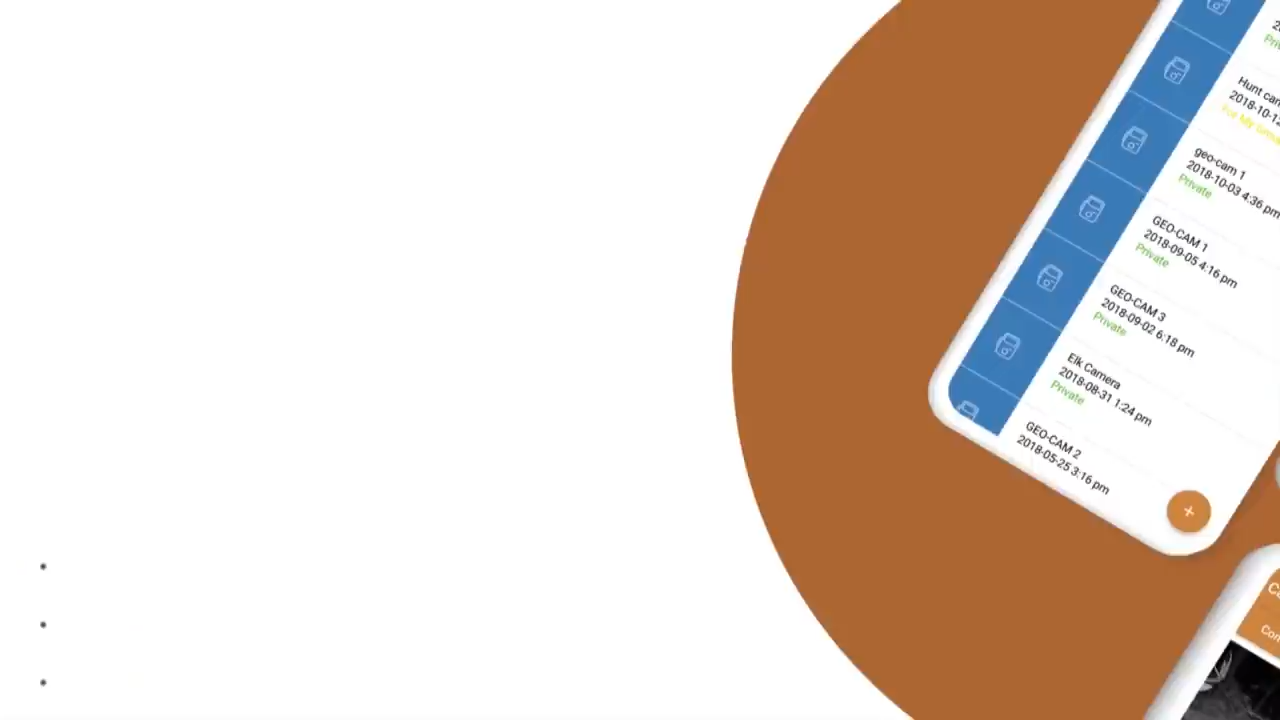 Hunt
2018-10-12
geo-cam 1
2018-10-03 4:36 pm
Private
GEO-CAM 1
2018-09-05 4:16 pm
Private
GEO-CAM 3
2018-09-02 6:18 pm
Private
Elk Camera
2018-08-31 1:24 pm
Private
GEO-CAM 2
2018-05-25 3:16 pm
+